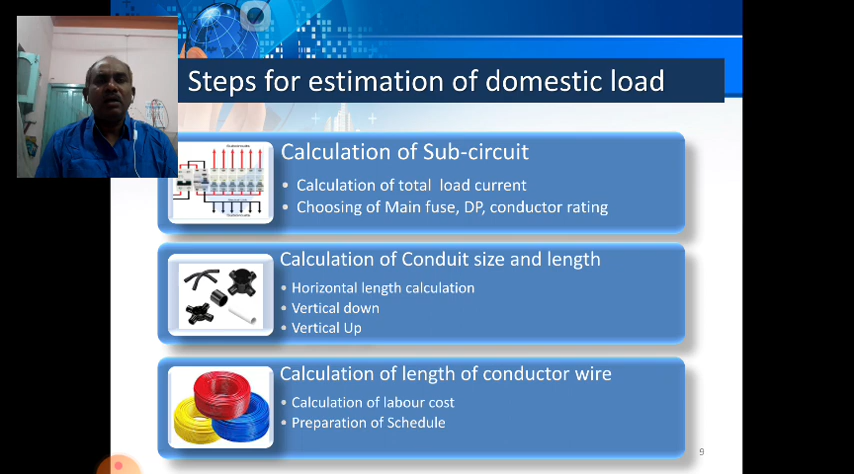 Steps for estimation of domestic load
Calculation of Sub-circuit
• Calculation of total load current
• Choosing of Main fuse, DP, conductor rating
Calculation of Conduit size and length
• Horizontal length calculation
• Vertical down
• Vertical Up
Calculation of length of conductor wire
• Calculation of labour cost
• Preparation of Schedule
9